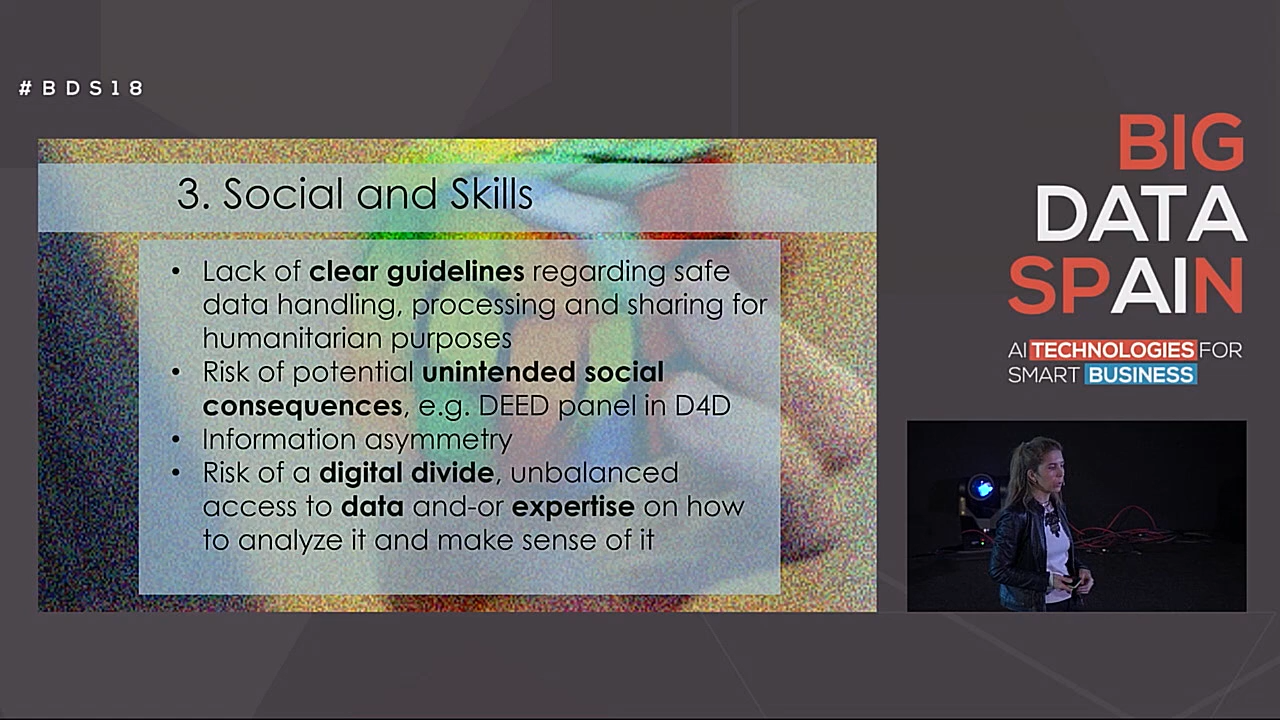 #BDS18
3. Social and Skills
• Lack of clear guidelines regarding safe
data handling, processing and sharing for
humanitarian purposes
• Risk of potential unintended social
consequences, e.g. DEED panel in D4D
• Information asymmetry
• Risk of a digital divide, unbalanced
access to data and-or expertise on how
to analyze it and make sense of it
BIG
DATA
SPAIN
AI TECHNOLOGIES FOR
SMART BUSINESS